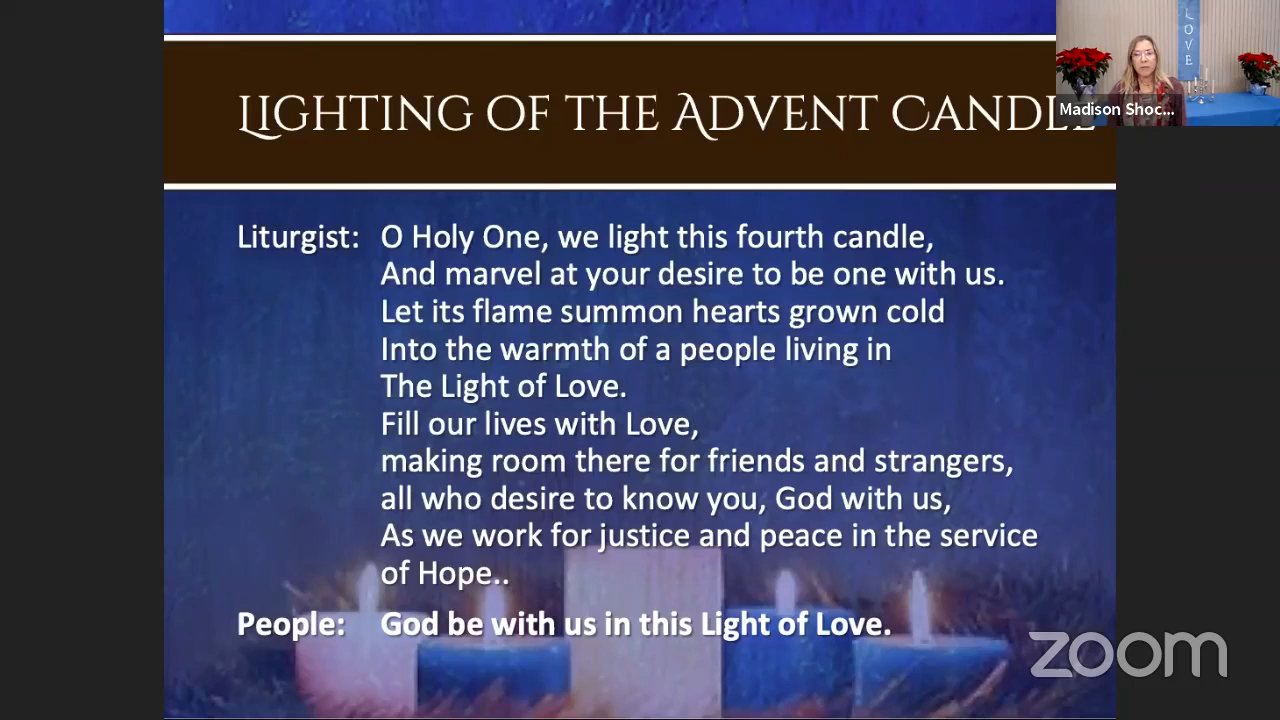 LOVE
Madison Shoc...
Lighting of the Advent Candle
Liturgist: O Holy One, we light this fourth candle,
And marvel at your desire to be one with us.
Let its flame summon hearts grown cold
Into the warmth of a people living in
The Light of Love.
Fill our lives with Love,
making room there for friends and strangers,
all who desire to know you, God with us,
As we work for justice and peace in the service
of Hope..
People: God be with us in this Light of Love.
zoom